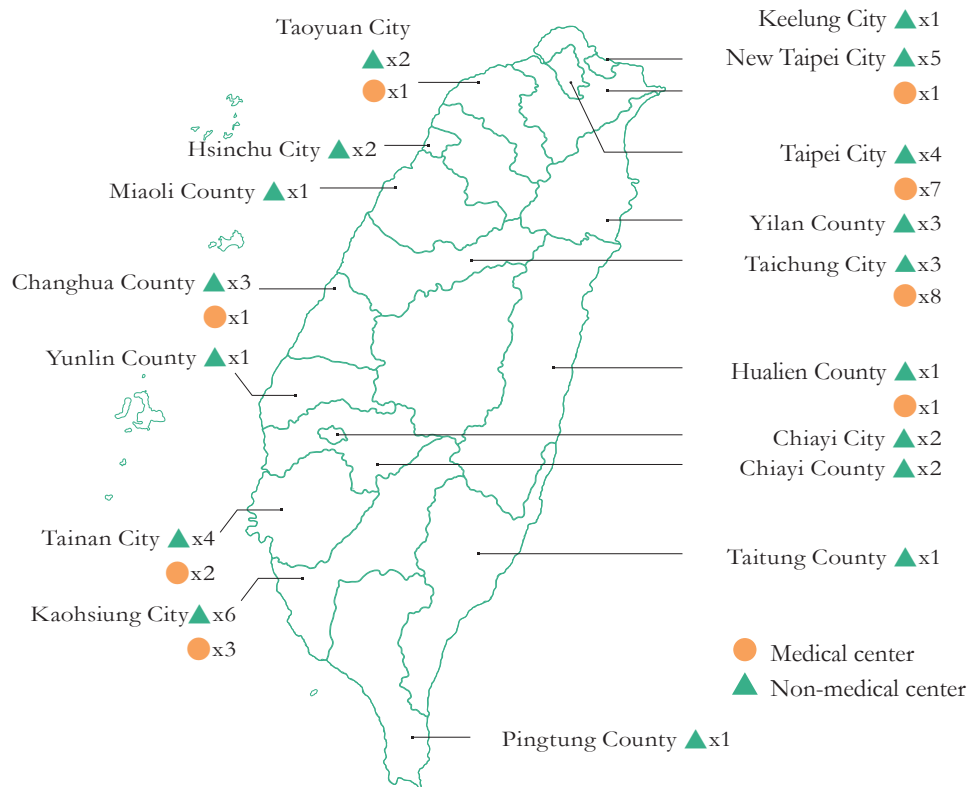 Taoyuan City
x2
x1
Hsinchu City x2
Miaoli County x1
Changhua County x3
x1
Yunlin County x1
Tainan City x4
x2
Kaohsiung City x6
x3
Keelung City x1
New Taipei City x5
x1
Taipei City x4
x7
Yilan County x3
Taichung City x3
x8
Hualien County x1
x1
Chiayi City x2
Chiayi County x2
Taitung County x1
Medical center
Non-medical center
Pingtung County x1